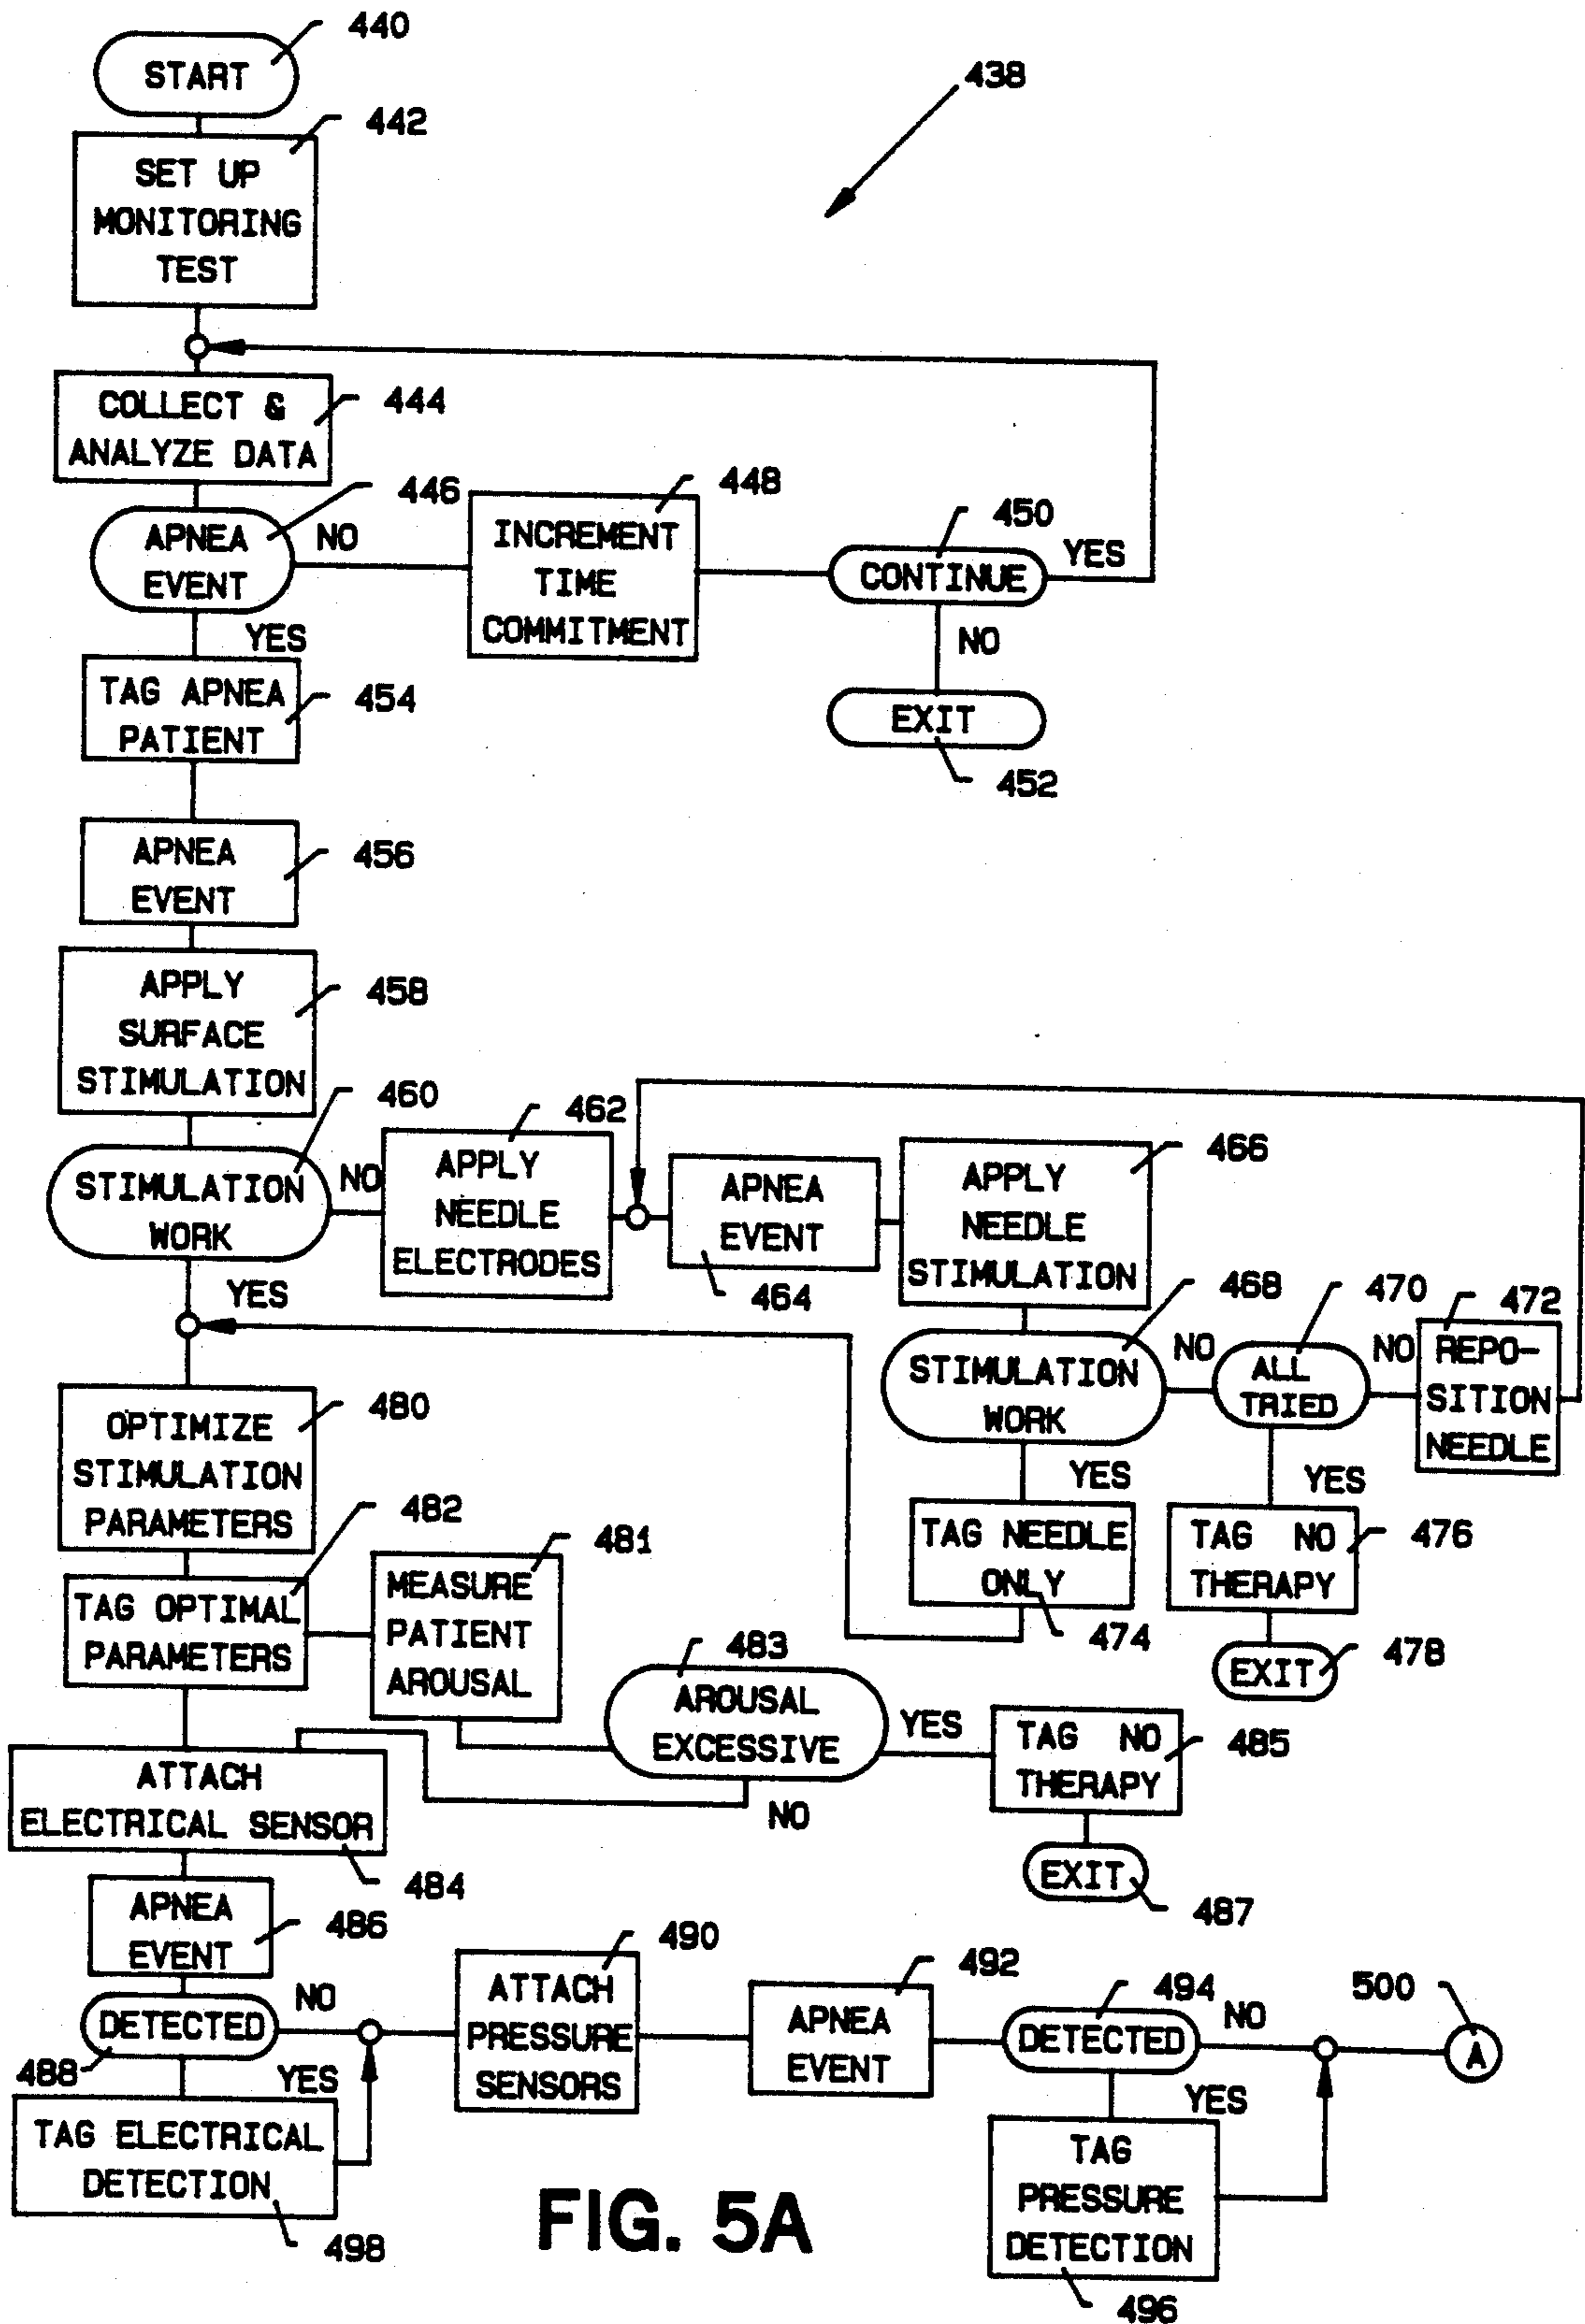 440
START
438
442
SET UP
MONITORING
TEST
COLLECT &
ANALYZE DATA
444
446
APNEA
EVENT
NO
448
INCREMENT
TIME
COMMITMENT
450
CONTINUE
YES
NO
EXIT
452
YES
TAG APNEA
PATIENT
454
APNEA
EVENT
456
APPLY
SURFACE
STIMULATION
458
460
STIMULATION
WORK
NO
462
APPLY
NEEDLE
ELECTRODES
APNEA
EVENT
464
466
APPLY
NEEDLE
STIMULATION
468
STIMULATION
WORK
NO
470
ALL
TRIED
NO
472
REPO-
SITION
NEEDLE
YES
YES
TAG NEEDLE
ONLY
474
YES
TAG NO
THERAPY
476
EXIT
478
OPTIMIZE
STIMULATION
PARAMETERS
480
482
TAG OPTIMAL
PARAMETERS
481
MEASURE
PATIENT
AROUSAL
483
AROUSAL
EXCESSIVE
YES
NO
TAG NO
THERAPY
485
EXIT
487
ATTACH
ELECTRICAL SENSOR
484
APNEA
EVENT
486
DETECTED
488
NO
YES
TAG ELECTRICAL
DETECTION
498
490
ATTACH
PRESSURE
SENSORS
492
APNEA
EVENT
494
DETECTED
NO
YES
TAG
PRESSURE
DETECTION
496
500
A
FIG. 5A